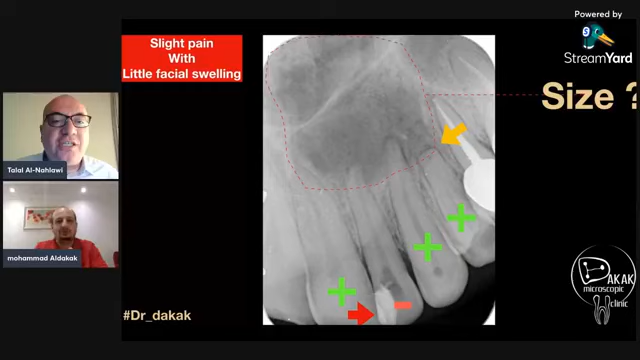 Slight pain
With
Little facial swelling
Powered by
StreamYard
Size ?
Talal Al-Nahlawi
mohammad Aldakak
#Dr_dakak
DAKAK
microscopic
clinic